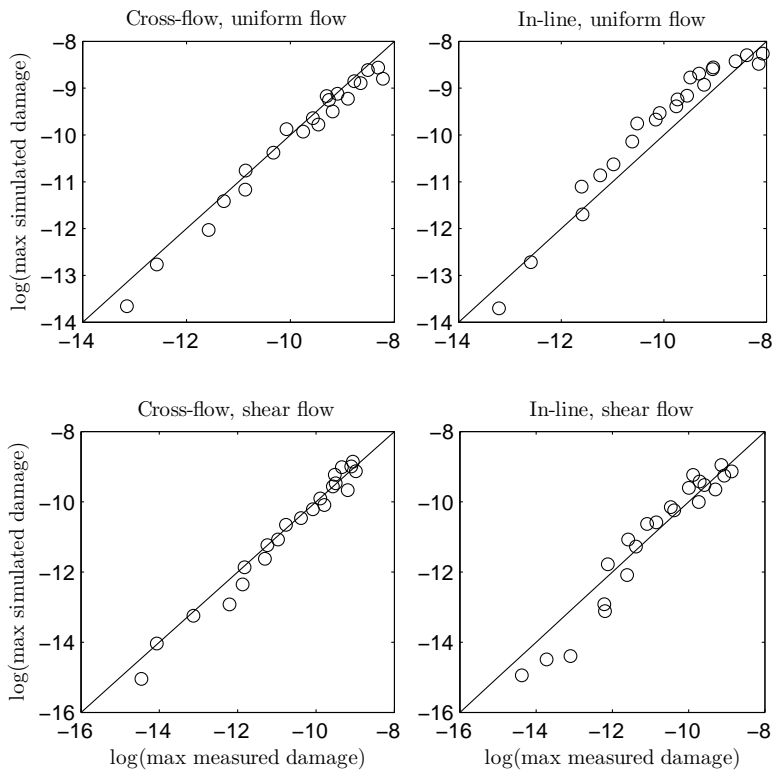 Cross-flow, uniform flow
In-line, uniform flow
log(max simulated damage)
−8
−9
−10
−11
−12
−13
−14
−14 −12 −10 −8
−8
−9
−10
−11
−12
−13
−14
−14 −12 −10 −8
Cross-flow, shear flow
In-line, shear flow
log(max simulated damage)
−8
−10
−12
−14
−16
−16 −14 −12 −10 −8
log(max measured damage)
−8
−10
−12
−14
−16
−16 −14 −12 −10 −8
log(max measured damage)